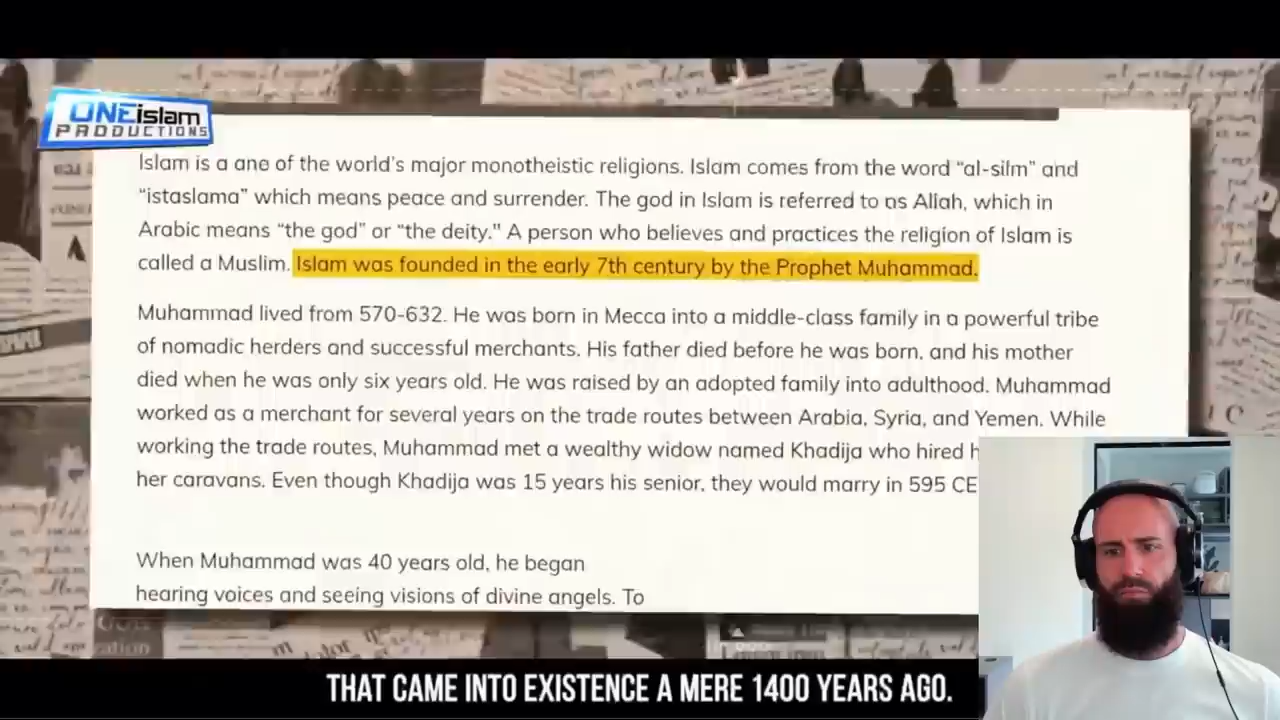 ONEislam
PRODUCTIONS
Islam is a ane of the world's major monotheistic religions. Islam comes from the word “al-silm” and
“istaslama” which means peace and surrender. The god in Islam is referred to as Allah, which in
Arabic means “the god” or “the deity.” A person who believes and practices the religion of Islam is
called a Muslim. Islam was founded in the early 7th century by the Prophet Muhammad.
Muhammad lived from 570-632. He was born in Mecca into a middle-class family in a powerful tribe
of nomadic herders and successful merchants. His father died before he was born, and his mother
died when he was only six years old. He was raised by an adopted family into adulthood. Muhammad
worked as a merchant for several years on the trade routes between Arabia, Syria, and Yemen. While
working the trade routes, Muhammad met a wealthy widow named Khadija who hired
her caravans. Even though Khadija was 15 years his senior, they would marry in 595 CE
When Muhammad was 40 years old, he began
hearing voices and seeing visions of divine angels. To
THAT CAME INTO EXISTENCE A MERE 1400 YEARS AGO.